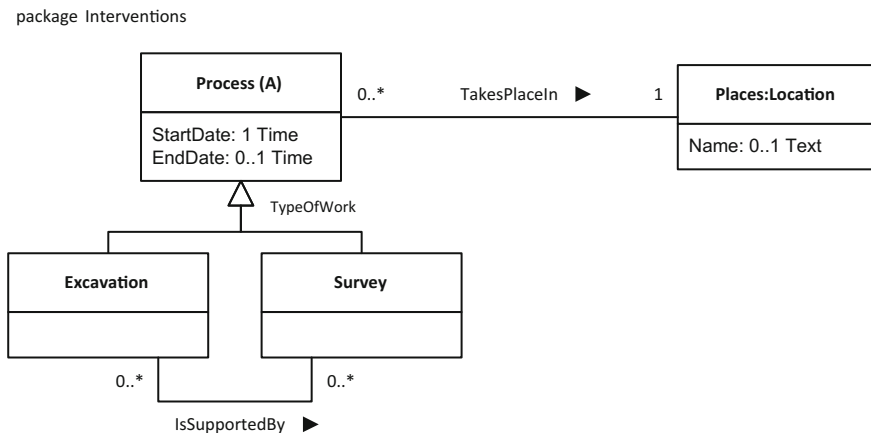 package Interventions
Process (A)
StartDate: 1 Time
EndDate: 0..1 Time
0..*
TakesPlaceIn ►
1
Places:Location
Name: 0..1 Text
TypeOfWork
Excavation
Survey
0..*
0..*
IsSupportedBy ►